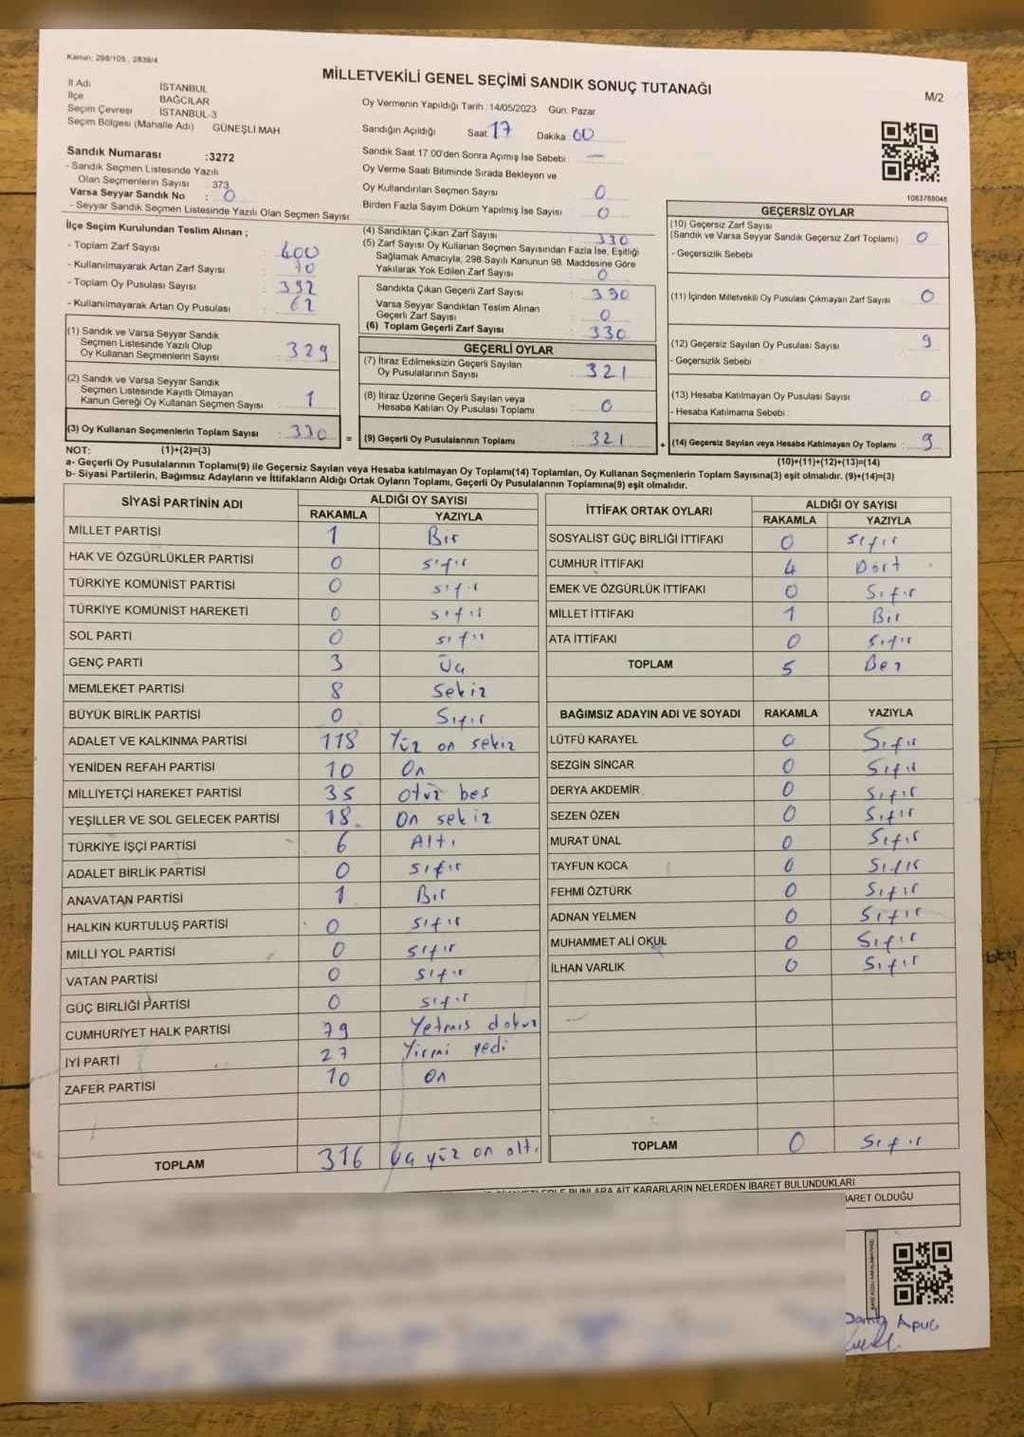 Kanun: 298/105 , 2839/4
MİLLETVEKİLİ GENEL SEÇİMİ SANDIK SONUÇ TUTANAĞI
M/2
İl Adı İSTANBUL
İlçe BAĞCILAR
Seçim Çevresi İSTANBUL-3
Seçim Bölgesi (Mahalle Adı) GÜNEŞLİ MAH
Oy Vermenin Yapıldığı Tarih :14/05/2023 Gün: Pazar
Sandığın Açıldığı Saat 17 Dakika 00
Sandık Saat 17:00'den Sonra Açımış İse Sebebi —
Oy Verme Saati Bitiminde Sırada Bekleyen ve
Oy Kullandırılan Seçmen Sayısı 0
Birden Fazla Sayım Döküm Yapılmış İse Sayısı 0
Sandık Numarası :3272
- Sandık Seçmen Listesinde Yazılı
Olan Seçmenlerin Sayısı 373
Varsa Seyyar Sandık No : 0
- Seyyar Sandık Seçmen Listesinde Yazılı Olan Seçmen Sayısı
İlçe Seçim Kurulundan Teslim Alınan ;
- Toplam Zarf Sayısı 400
- Kullanılmayarak Artan Zarf Sayısı 70
- Toplam Oy Pusulası Sayısı 392
- Kullanılmayarak Artan Oy Pusulası 62
(1) Sandık ve Varsa Seyyar Sandık
Seçmen Listesinde Yazılı Olup
Oy Kullanan Seçmenlerin Sayısı 329
(2) Sandık ve Varsa Seyyar Sandık
Seçmen Listesinde Kayıtlı Olmayan
Kanun Gereği Oy Kullanan Seçmen Sayısı 1
(3) Oy Kullanan Seçmenlerin Toplam Sayısı : 330 =
(1)+(2)=(3)
(4) Sandıktan Çıkan Zarf Sayısı 330
(5) Zarf Sayısı Oy Kullanan Seçmen Sayısından Fazla İse, Eşitliği
Sağlamak Amacıyla, 298 Sayılı Kanunun 98. Maddesine Göre
Yakılarak Yok Edilen Zarf Sayısı 0
Sandıkta Çıkan Geçerli Zarf Sayısı 330
Varsa Seyyar Sandıktan Teslim Alınan
Geçerli Zarf Sayısı 0
(6) Toplam Geçerli Zarf Sayısı 330
GEÇERLİ OYLAR
(7) İtiraz Edilmeksizin Geçerli Sayılan
Oy Pusulalarının Sayısı 321
(8) İtiraz Üzerine Geçerli Sayılan veya
Hesaba Katılan Oy Pusulası Toplamı 0
(9) Geçerli Oy Pusulalarının Toplamı : 321 +
1063788048
GEÇERSİZ OYLAR
(10) Geçersiz Zarf Sayısı
(Sandık ve Varsa Seyyar Sandık Geçersiz Zarf Toplamı) 0
- Geçersizlik Sebebi
(11) İçinden Milletvekili Oy Pusulası Çıkmayan Zarf Sayısı 0
(12) Geçersiz Sayılan Oy Pusulası Sayısı 9
- Geçersizlik Sebebi
(13) Hesaba Katılmayan Oy Pusulası Sayısı 0
- Hesaba Katılmama Sebebi
(14) Geçersiz Sayılan veya Hesaba Katılmayan Oy Toplamı : 9
(10)+(11)+(12)+(13)=(14)
NOT:
a- Geçerli Oy Pusulalarının Toplamı(9) ile Geçersiz Sayılan veya Hesaba katılmayan Oy Toplamı(14) Toplamları, Oy Kullanan Seçmenlerin Toplam Sayısına(3) eşit olmalıdır. (9)+(14)=(3)
b- Siyasi Partilerin, Bağımsız Adayların ve İttifakların Aldığı Ortak Oyların Toplamı, Geçerli Oy Pusulalarının Toplamına(9) eşit olmalıdır.
SİYASİ PARTİNİN ADI ALDIĞI OY SAYISI
RAKAMLA YAZIYLA
MİLLET PARTİSİ 1 Bir
HAK VE ÖZGÜRLÜKLER PARTİSİ 0 sıfır
TÜRKİYE KOMÜNİST PARTİSİ 0 sıfır
TÜRKİYE KOMÜNİST HAREKETİ 0 sıfır
SOL PARTİ 0 sıfır
GENÇ PARTİ 3 Üç
MEMLEKET PARTİSİ 8 Sekiz
BÜYÜK BİRLİK PARTİSİ 0 Sıfır
ADALET VE KALKINMA PARTİSİ 118 Yüz on sekiz
YENİDEN REFAH PARTİSİ 10 On
MİLLİYETÇİ HAREKET PARTİSİ 35 Otuz bes
YEŞİLLER VE SOL GELECEK PARTİSİ 18 On sekiz
TÜRKİYE İŞÇİ PARTİSİ 6 Altı
ADALET BİRLİK PARTİSİ 0 sıfır
ANAVATAN PARTİSİ 1 Bir
HALKIN KURTULUŞ PARTİSİ 0 sıfır
MİLLİ YOL PARTİSİ 0 sıfır
VATAN PARTİSİ 0 sıfır
GÜÇ BİRLİĞİ PARTİSİ 0 sıfır
CUMHURİYET HALK PARTİSİ 79 Yetmis dokuz
İYİ PARTİ 27 Yirmi yedi
ZAFER PARTİSİ 10 On
TOPLAM 316 Üç yüz on altı
İTTİFAK ORTAK OYLARI ALDIĞI OY SAYISI
RAKAMLA YAZIYLA
SOSYALİST GÜÇ BİRLİĞİ İTTİFAKI 0 sıfır
CUMHUR İTTİFAKI 4 Dört
EMEK VE ÖZGÜRLÜK İTTİFAKI 0 Sıfır
MİLLET İTTİFAKI 1 Bir
ATA İTTİFAKI 0 sıfır
TOPLAM 5 Beş
BAĞIMSIZ ADAYIN ADI VE SOYADI RAKAMLA YAZIYLA
LÜTFÜ KARAYEL 0 Sıfır
SEZGİN SİNCAR 0 Sıfır
DERYA AKDEMİR 0 Sıfır
SEZEN ÖZEN 0 Sıfır
MURAT ÜNAL 0 Sıfır
TAYFUN KOCA 0 Sıfır
FEHMİ ÖZTÜRK 0 Sıfır
ADNAN YELMEN 0 Sıfır
MUHAMMET ALİ OKUL 0 Sıfır
İLHAN VARLIK 0 Sıfır
TOPLAM 0 Sıfır
BUNLARA AİT KARARLARIN NELERDEN İBARET BULUNDUKLARI
İBARET OLDUĞU